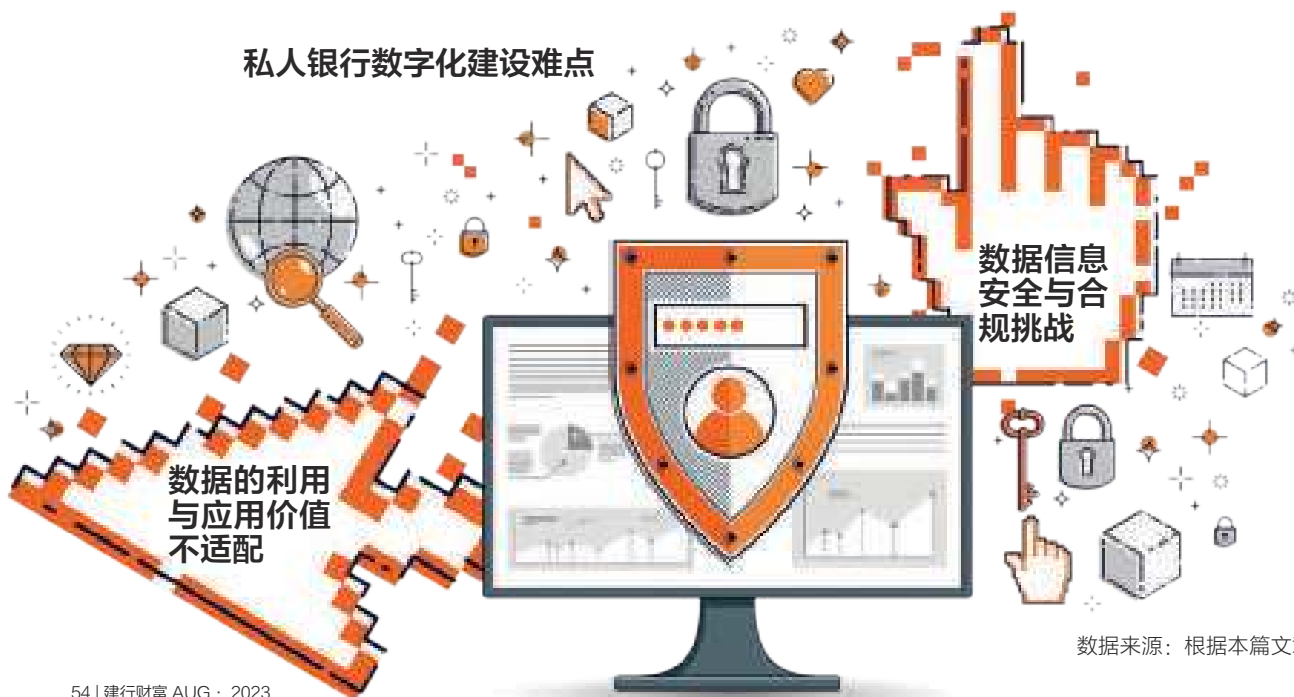 私人银行数字化建设难点
数据信息
安全与合
规挑战
数据的利用
与应用价值
不适配
数据来源：根据本篇文
54 | 建行财富 AUG · 2023